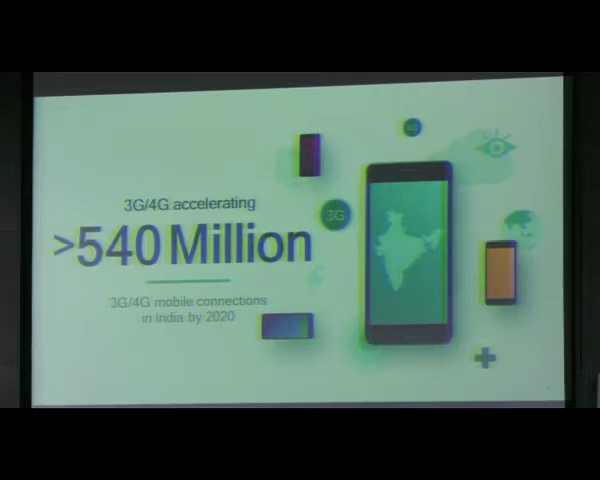 3G/4G accelerating
>540 Million
3G/4G mobile connections
in India by 2020
3G